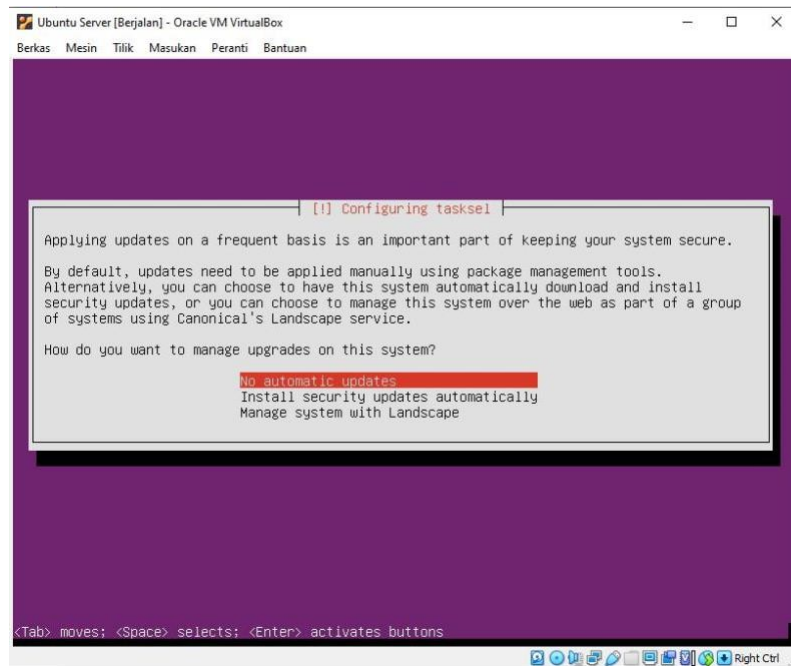 Ubuntu Server [Berjalan] - Oracle VM VirtualBox
Berkas Mesin Tilik Masukan Peranti Bantuan
[!] Configuring tasksel
Applying updates on a frequent basis is an important part of keeping your system secure.
By default, updates need to be applied manually using package management tools.
Alternatively, you can choose to have this system automatically download and install
security updates, or you can choose to manage this system over the web as part of a group
of systems using Canonical's Landscape service.
How do you want to manage upgrades on this system?
No automatic updates
Install security updates automatically
Manage system with Landscape
<Tab> moves; <Space> selects; <Enter> activates buttons
Right Ctrl